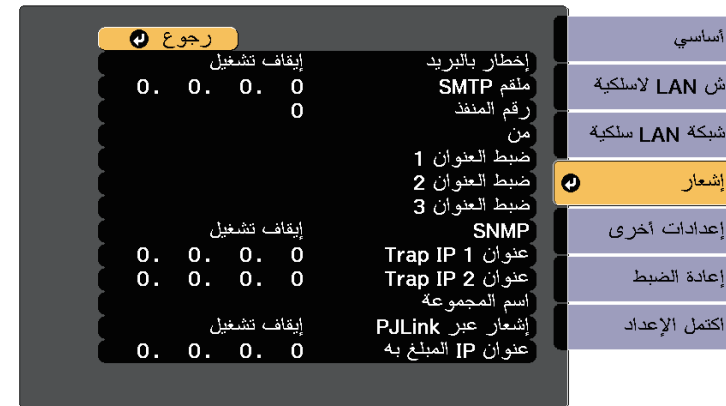 أساسي
ش LAN لاسلكية
شبكة LAN سلكية
إشعار
إعدادات أخرى
إعادة الضبط
اكتمل الإعداد
رجوع
إخطار بالبريد إيقاف تشغيل
ملقم SMTP 0. 0. 0. 0
رقم المنفذ 0
من
ضبط العنوان 1
ضبط العنوان 2
ضبط العنوان 3
SNMP إيقاف تشغيل
عنوان Trap IP 1 0. 0. 0. 0
عنوان Trap IP 2 0. 0. 0. 0
اسم المجموعة
إشعار عبر PJLink إيقاف تشغيل
عنوان IP المبلغ به 0. 0. 0. 0